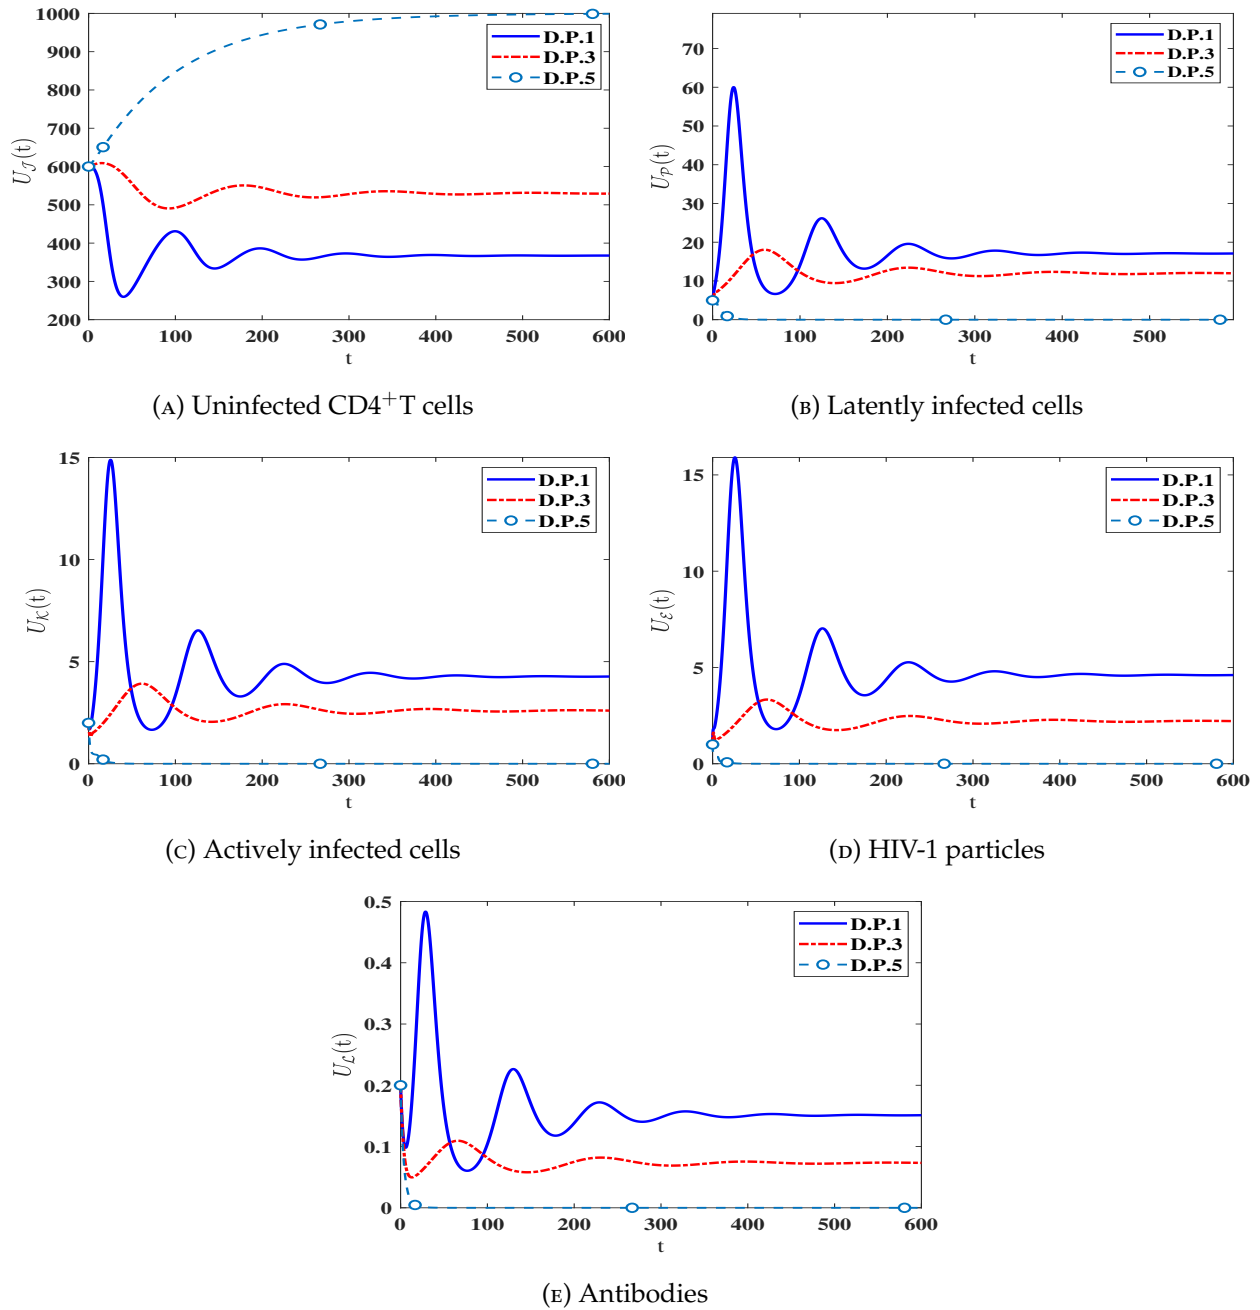 1000
900
800
700
600
500
400
300
200
U_𝒥(t)
D.P.1
D.P.3
D.P.5
0 100 200 300 400 500 600
t
(A) Uninfected CD4⁺T cells
70
60
50
40
30
20
10
0
U_𝒫(t)
D.P.1
D.P.3
D.P.5
0 100 200 300 400 500
t
(B) Latently infected cells
15
10
5
0
U_𝒦(t)
D.P.1
D.P.3
D.P.5
0 100 200 300 400 500 600
t
(C) Actively infected cells
15
10
5
0
U_ℰ(t)
D.P.1
D.P.3
D.P.5
0 100 200 300 400 500 600
t
(D) HIV-1 particles
0.5
0.4
0.3
0.2
0.1
0
U_ℒ(t)
D.P.1
D.P.3
D.P.5
0 100 200 300 400 500 600
t
(E) Antibodies